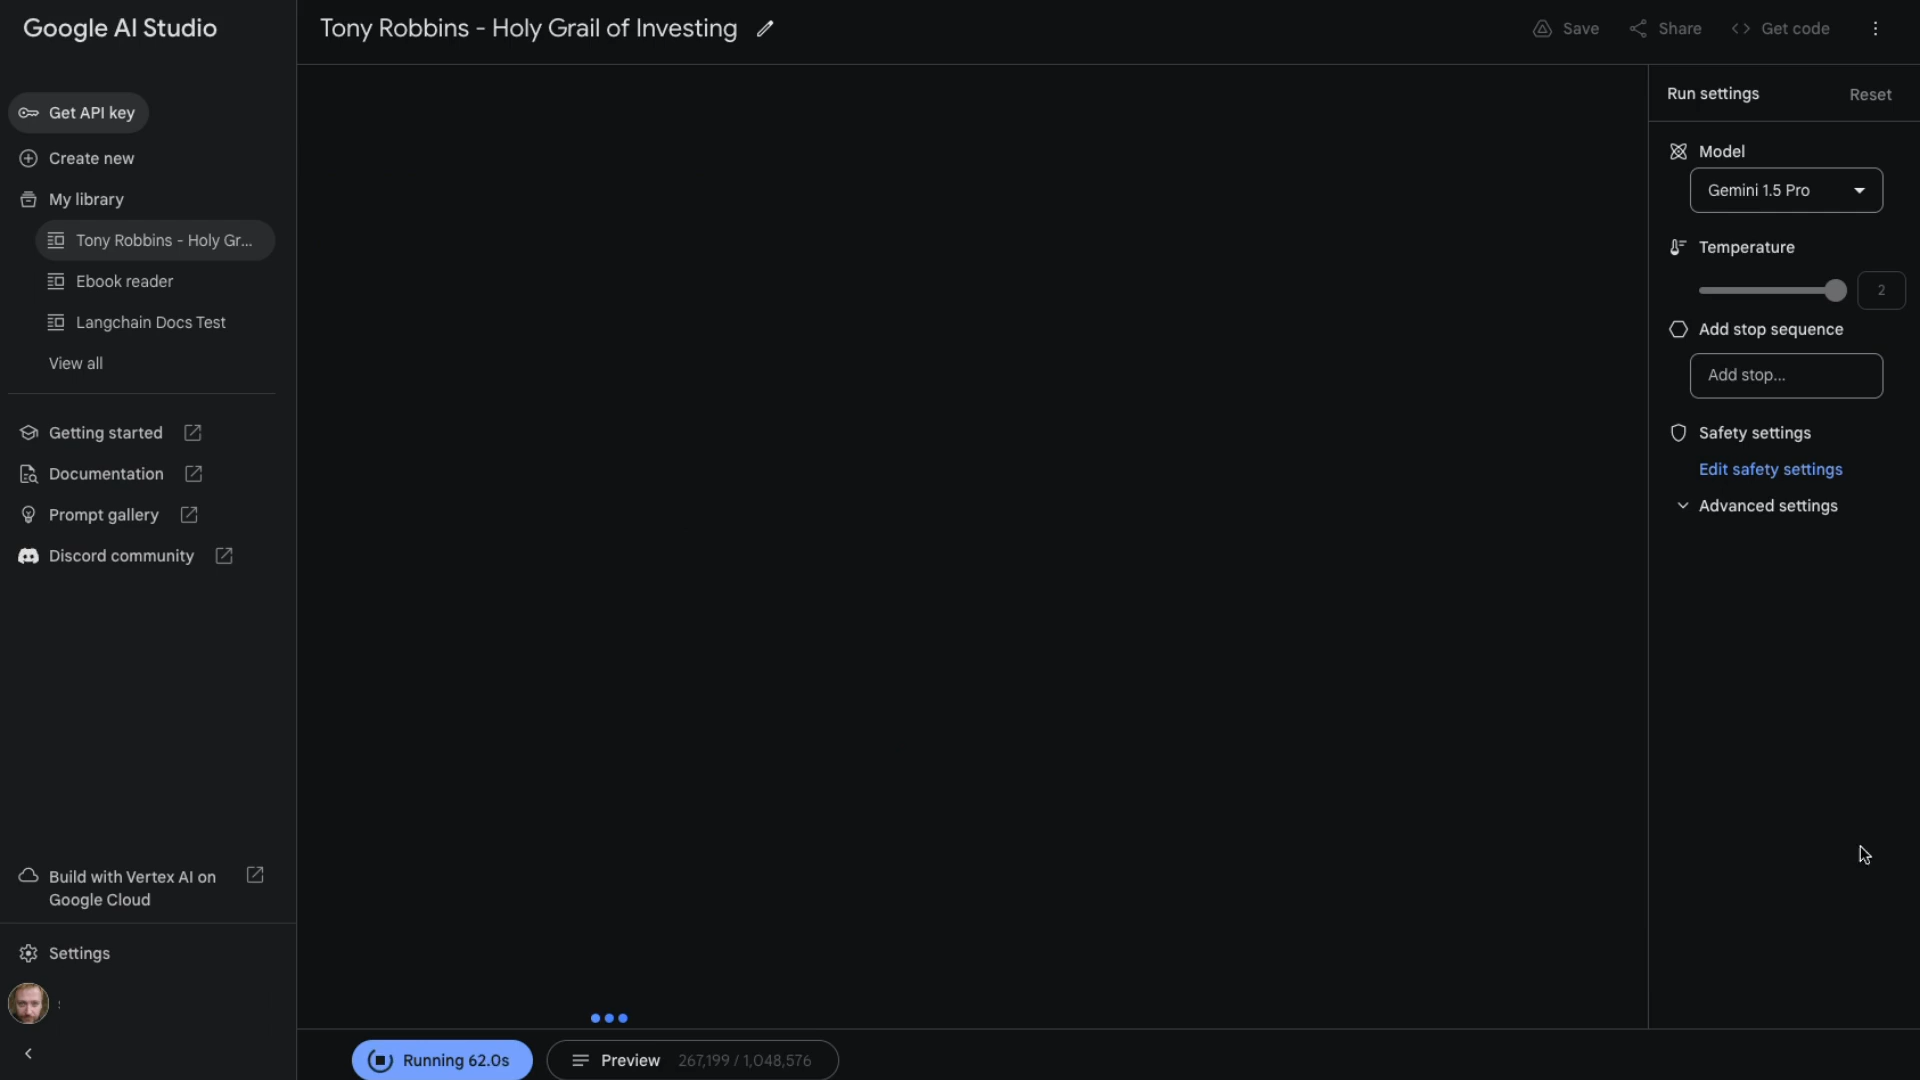 Google AI Studio
Tony Robbins - Holy Grail of Investing
Save
Share
Get code
Get API key
Create new
My library
Tony Robbins - Holy Gr...
Ebook reader
Langchain Docs Test
View all
Getting started
Documentation
Prompt gallery
Discord community
Build with Vertex AI on
Google Cloud
Settings
Running 62.0s
Preview 267,199 / 1,048,576
Run settings
Reset
Model
Gemini 1.5 Pro
Temperature
2
Add stop sequence
Add stop...
Safety settings
Edit safety settings
Advanced settings